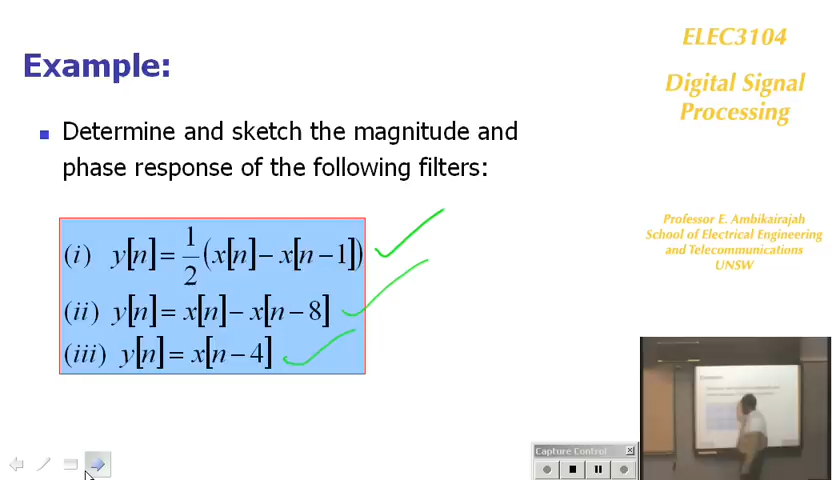 ELEC3104
Digital Signal
Processing
Example:
Determine and sketch the magnitude and
phase response of the following filters:
(i) y[n] = 1/2 (x[n] − x[n − 1])
(ii) y[n] = x[n] − x[n − 8]
(iii) y[n] = x[n − 4]
Professor E. Ambikairajah
School of Electrical Engineering
and Telecommunications
UNSW
Capture Control